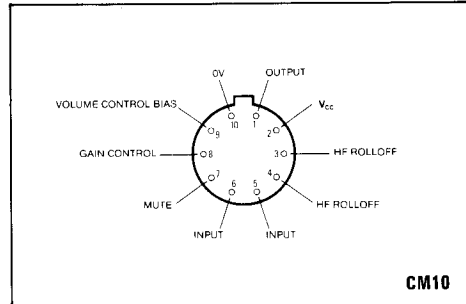 0V OUTPUT
VOLUME CONTROL BIAS Vcc
10 1
9 2
GAIN CONTROL 8 3 HF ROLLOFF
7 4
6 5
MUTE HF ROLLOFF
INPUT INPUT
CM10